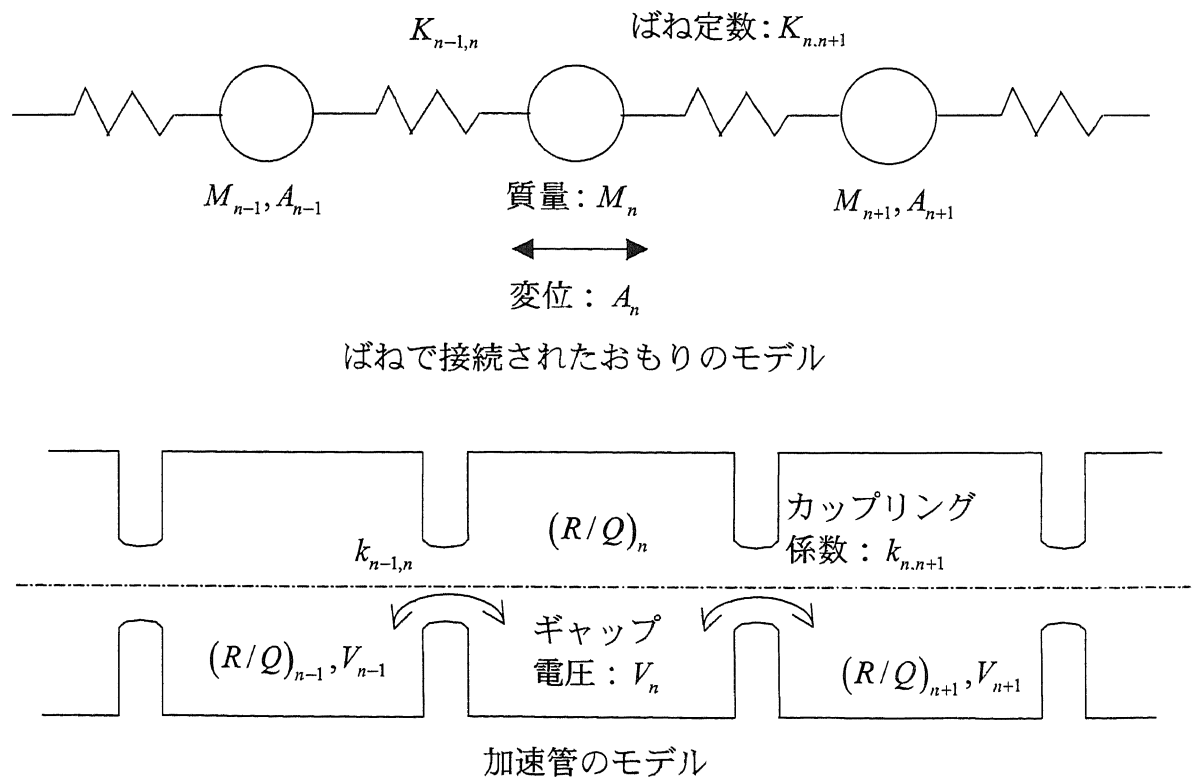 K_{n-1,n}
ばね定数: K_{n.n+1}
M_{n-1}, A_{n-1}
質量: M_n
M_{n+1}, A_{n+1}
変位: A_n
ばねで接続されたおもりのモデル
k_{n-1,n}
(R/Q)_n
カップリング
係数: k_{n.n+1}
(R/Q)_{n-1}, V_{n-1}
ギャップ
電圧: V_n
(R/Q)_{n+1}, V_{n+1}
加速管のモデル